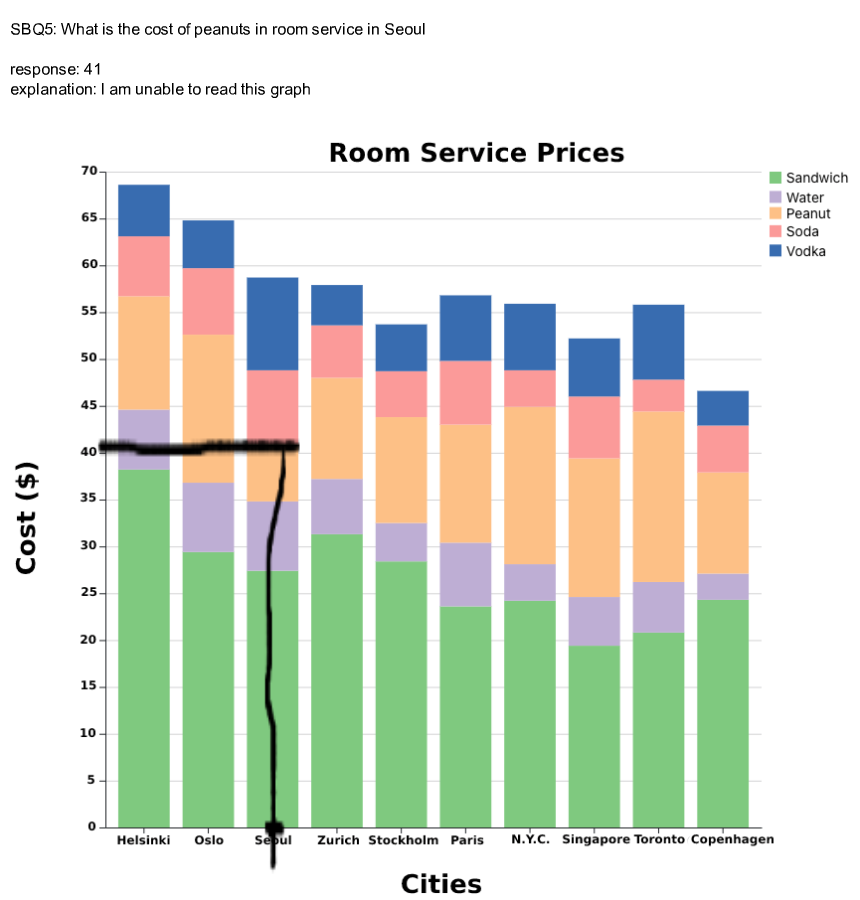 SBQ5: What is the cost of peanuts in room service in Seoul
response: 41
explanation: I am unable to read this graph
Room Service Prices
70
65
60
55
50
45
40
35
30
25
20
15
10
5
0
Cost ($)
Sandwich
Water
Peanut
Soda
Vodka
Helsinki Oslo Seoul Zurich Stockholm Paris N.Y.C. Singapore Toronto Copenhagen
Cities